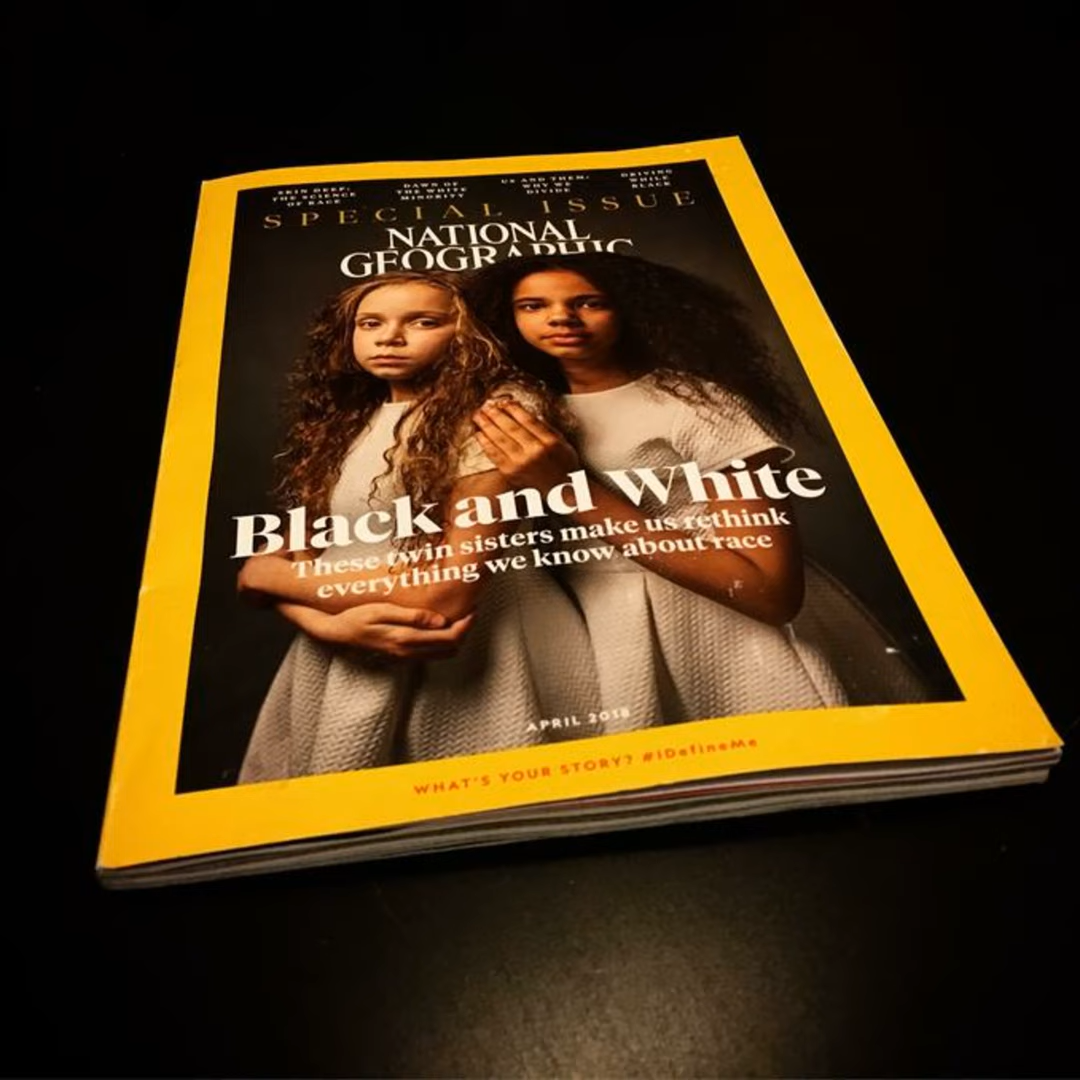 SKIN DEEP:
THE SCIENCE
OF RACE
DAWN OF
THE WHITE
MINORITY
US AND THEM:
WHY WE
DIVIDE
DRIVING
WHILE
BLACK
SPECIAL ISSUE
NATIONAL
GEOGRAPHIC
Black and White
These twin sisters make us rethink
everything we know about race
APRIL 2018
WHAT'S YOUR STORY? #IDefineMe